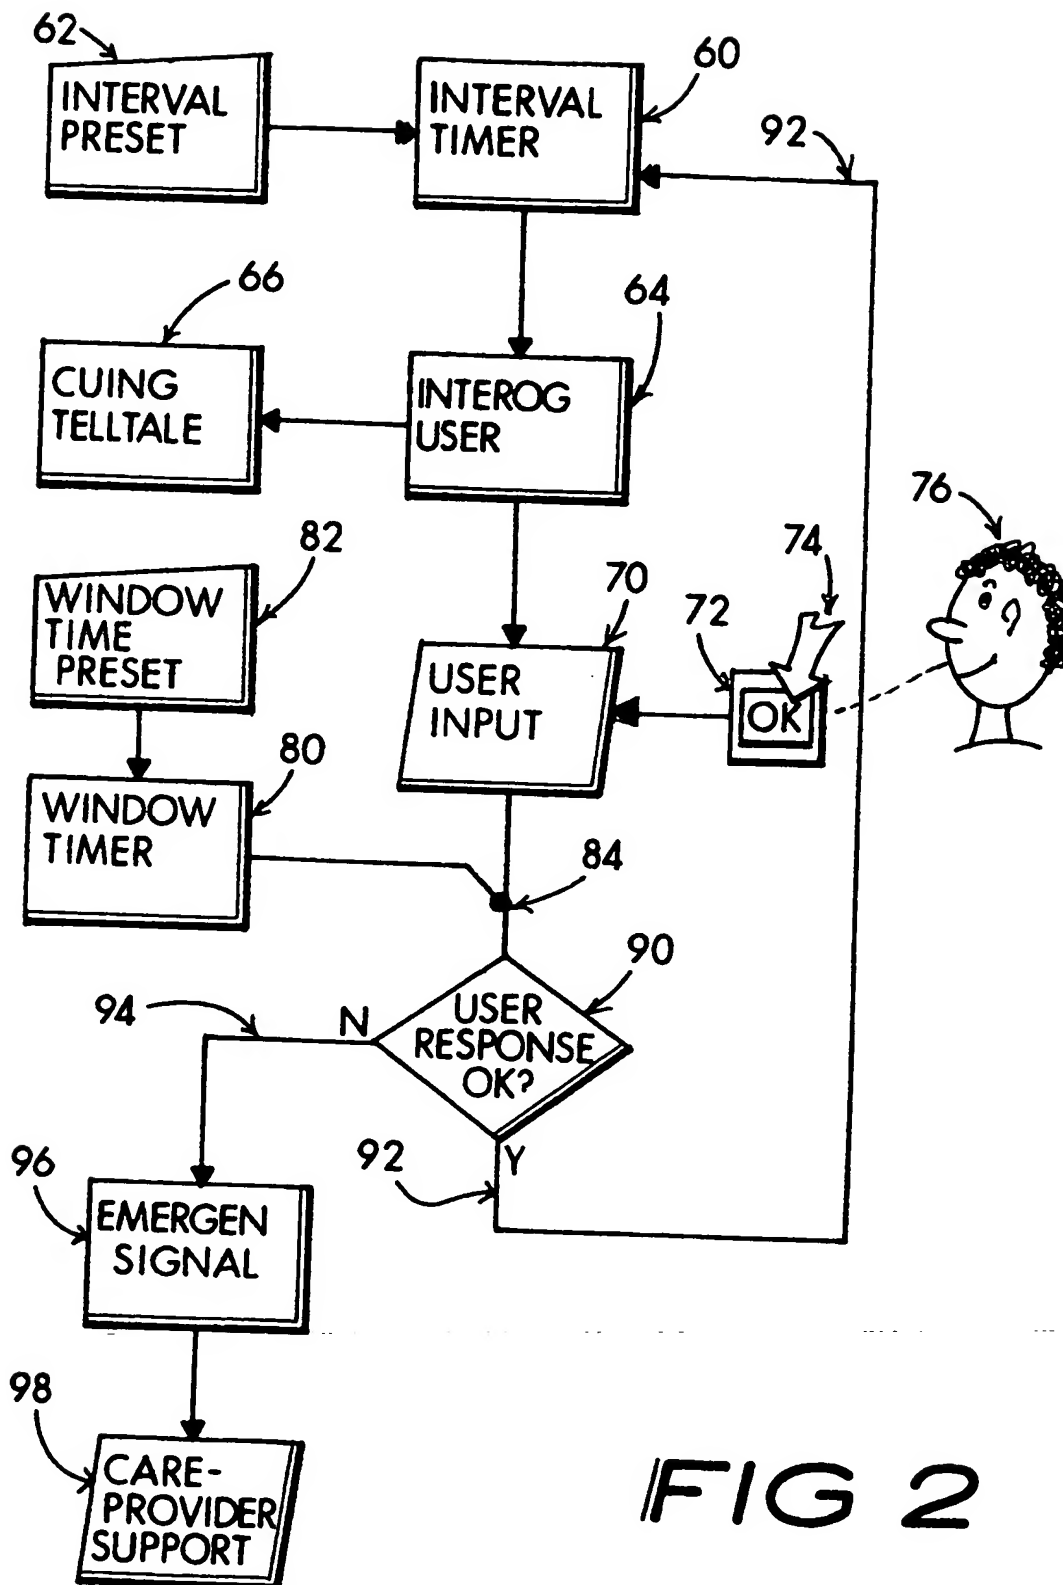 62
INTERVAL
PRESET
INTERVAL
TIMER
60
92
66
CUING
TELLTALE
INTEROG
USER
64
82
WINDOW
TIME
PRESET
70
USER
INPUT
72
74
OK
76
80
WINDOW
TIMER
84
90
USER
RESPONSE
OK?
N
94
Y
92
96
EMERGEN
SIGNAL
98
CARE-
PROVIDER
SUPPORT
FIG 2